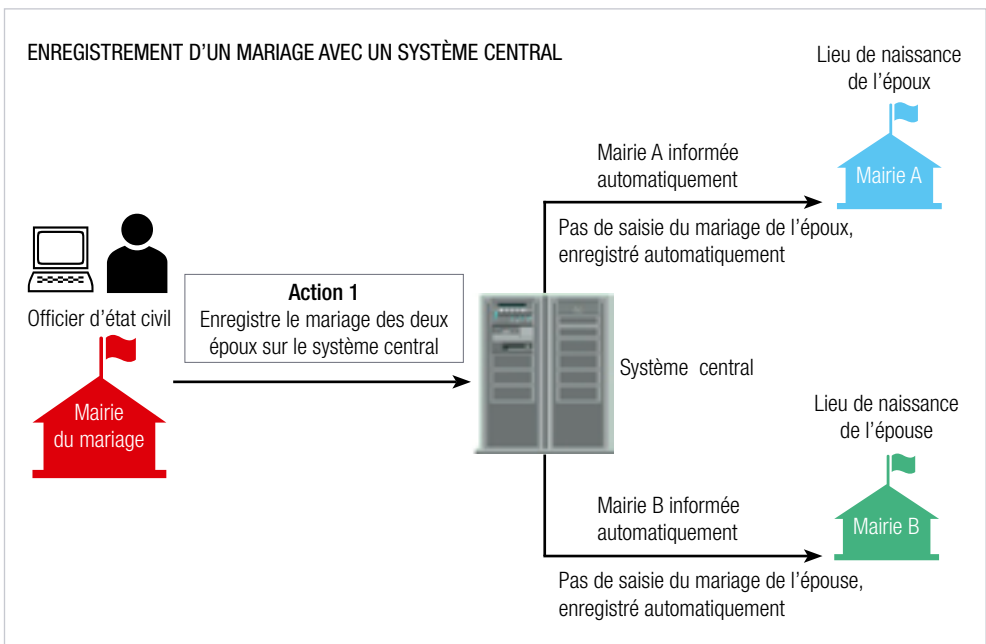 ENREGISTREMENT D'UN MARIAGE AVEC UN SYSTÈME CENTRAL
Lieu de naissance
de l'époux
Mairie A informée
automatiquement
Mairie A
Pas de saisie du mariage de l'époux,
enregistré automatiquement
Officier d'état civil
Action 1
Enregistre le mariage des deux
époux sur le système central
Système central
Mairie
du mariage
Lieu de naissance
de l'épouse
Mairie B informée
automatiquement
Mairie B
Pas de saisie du mariage de l'épouse,
enregistré automatiquement